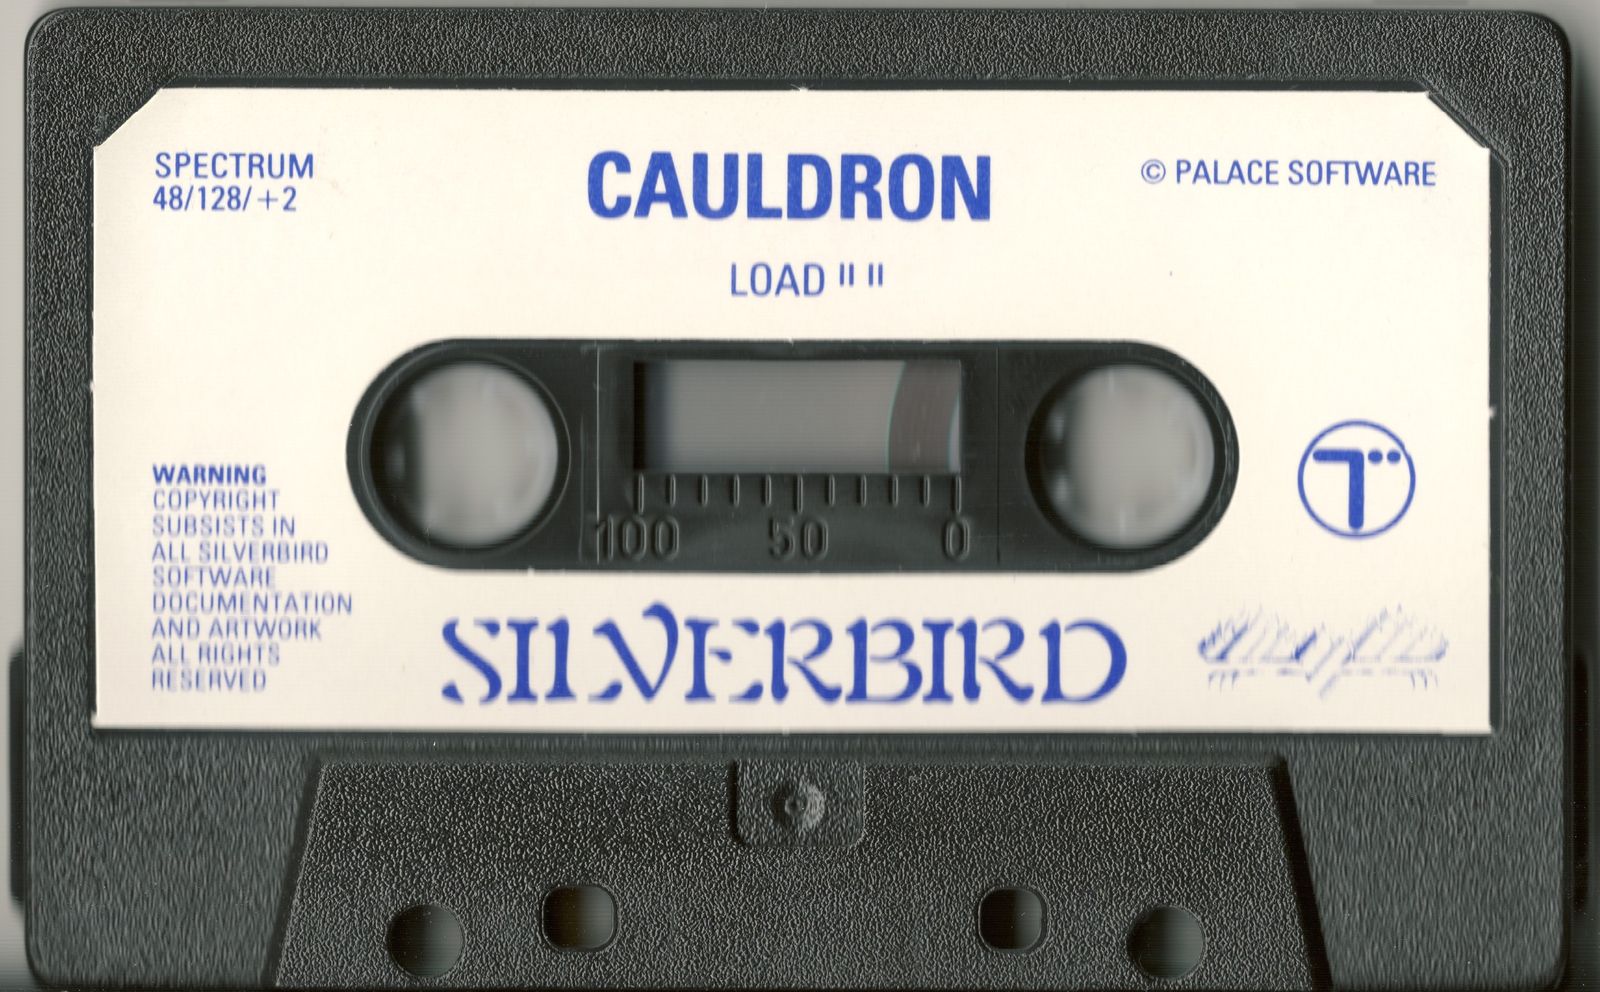 SPECTRUM
48/128/+2
CAULDRON
© PALACE SOFTWARE
LOAD " "
100 50 0
WARNING
COPYRIGHT
SUBSISTS IN
ALL SILVERBIRD
SOFTWARE
DOCUMENTATION
AND ARTWORK
ALL RIGHTS
RESERVED
SILVERBIRD